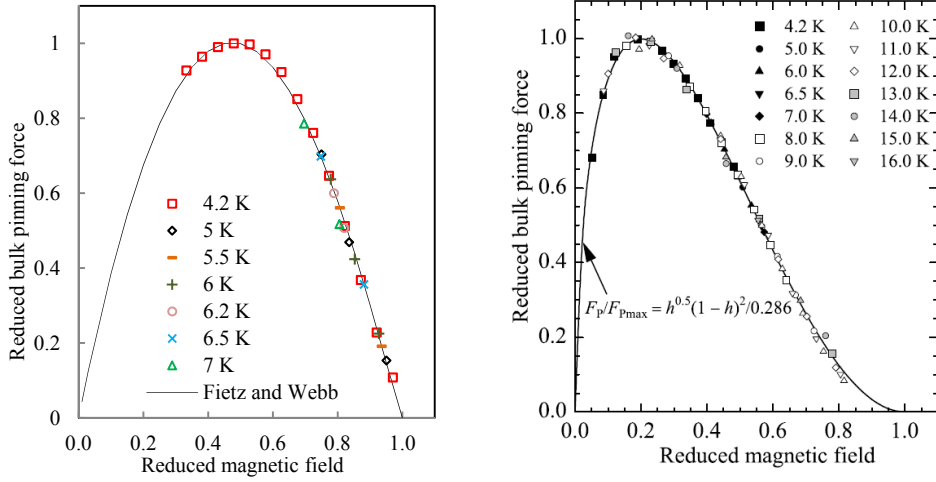 1
0.8
0.6
0.4
0.2
0
0.0
0.2
0.4
0.6
0.8
1.0
Reduced bulk pinning force
Reduced magnetic field
4.2 K
5 K
5.5 K
6 K
6.2 K
6.5 K
7 K
Fietz and Webb
1.0
0.8
0.6
0.4
0.2
0.0
0.0
0.2
0.4
0.6
0.8
1.0
Reduced bulk pinning force
Reduced magnetic field
4.2 K
5.0 K
6.0 K
6.5 K
7.0 K
8.0 K
9.0 K
10.0 K
11.0 K
12.0 K
13.0 K
14.0 K
15.0 K
16.0 K
F_P/F_Pmax = h^0.5(1 − h)^2/0.286